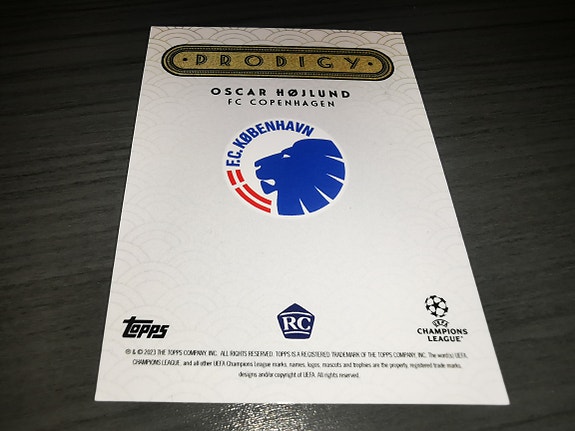 PRODIGY
OSCAR HØJLUND
FC COPENHAGEN
F.C. KØBENHAVN
Topps
RC
UEFA
CHAMPIONS
LEAGUE
® & © 2023 THE TOPPS COMPANY, INC. ALL RIGHTS RESERVED. TOPPS IS A REGISTERED TRADEMARK OF THE TOPPS COMPANY, INC. The word(s) UEFA,
CHAMPIONS LEAGUE and all other UEFA Champions League marks, names, logos, mascots and trophies are the property, registered trade marks,
designs and/or copyright of UEFA. All rights reserved.